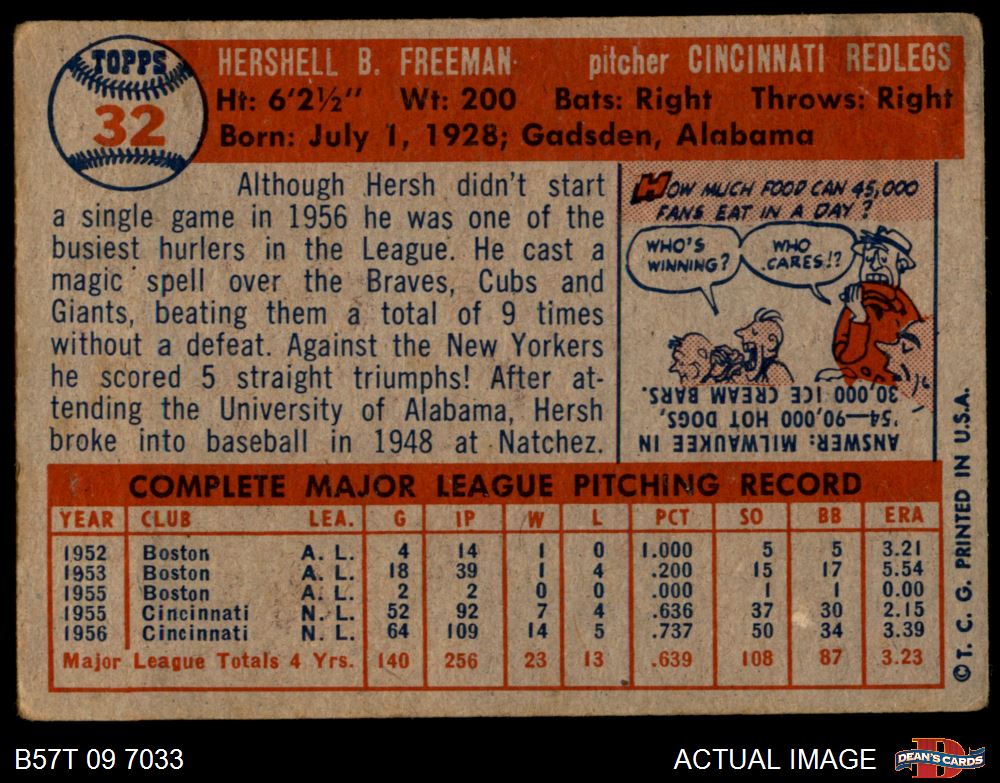 TOPPS
32
HERSHELL B. FREEMAN pitcher CINCINNATI REDLEGS
Ht: 6'2½" Wt: 200 Bats: Right Throws: Right
Born: July 1, 1928; Gadsden, Alabama
Although Hersh didn't start
a single game in 1956 he was one of the
busiest hurlers in the League. He cast a
magic spell over the Braves, Cubs and
Giants, beating them a total of 9 times
without a defeat. Against the New Yorkers
he scored 5 straight triumphs! After at-
tending the University of Alabama, Hersh
broke into baseball in 1948 at Natchez.
HOW MUCH FOOD CAN 45,000
FANS EAT IN A DAY?
WHO'S
WINNING?
WHO
CARES!?
ANSWER: MILWAUKEE IN
'54—90,000 HOT DOGS,
30,000 ICE CREAM BARS.
COMPLETE MAJOR LEAGUE PITCHING RECORD
YEAR CLUB LEA. G IP W L PCT SO BB ERA
1952 Boston A. L. 4 14 1 0 1.000 5 5 3.21
1953 Boston A. L. 18 39 1 4 .200 15 17 5.54
1955 Boston A. L. 2 2 0 0 .000 1 1 0.00
1955 Cincinnati N. L. 52 92 7 4 .636 37 30 2.15
1956 Cincinnati N. L. 64 109 14 5 .737 50 34 3.39
Major League Totals 4 Yrs. 140 256 23 13 .639 108 87 3.23
© T. C. G. PRINTED IN U.S.A.
B57T 09 7033
ACTUAL IMAGE
D
DEAN'S CARDS